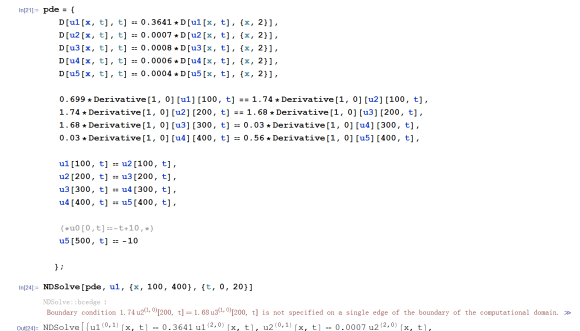 In[21]:= pde = {
D[u1[x, t], t] == 0.3641*D[u1[x, t], {x, 2}],
D[u2[x, t], t] == 0.0007*D[u2[x, t], {x, 2}],
D[u3[x, t], t] == 0.0008*D[u3[x, t], {x, 2}],
D[u4[x, t], t] == 0.0006*D[u4[x, t], {x, 2}],
D[u5[x, t], t] == 0.0004*D[u5[x, t], {x, 2}],
0.699*Derivative[1, 0][u1][100, t] == 1.74*Derivative[1, 0][u2][100, t],
1.74*Derivative[1, 0][u2][200, t] == 1.68*Derivative[1, 0][u3][200, t],
1.68*Derivative[1, 0][u3][300, t] == 0.03*Derivative[1, 0][u4][300, t],
0.03*Derivative[1, 0][u4][400, t] == 0.56*Derivative[1, 0][u5][400, t],
u1[100, t] == u2[100, t],
u2[200, t] == u3[200, t],
u3[300, t] == u4[300, t],
u4[400, t] == u5[400, t],
(*u0[0,t]==-t+10,*)
u5[500, t] == -10
};
In[24]:= NDSolve[pde, u1, {x, 100, 400}, {t, 0, 20}]
NDSolve::bcedge :
Boundary condition 1.74 u2^(1,0)[200, t] == 1.68 u3^(1,0)[200, t] is not specified on a single edge of the boundary of the computational domain. ≫
Out[24]= NDSolve[{u1^(0,1)[x, t] == 0.3641 u1^(2,0)[x, t], u2^(0,1)[x, t] == 0.0007 u2^(2,0)[x, t],